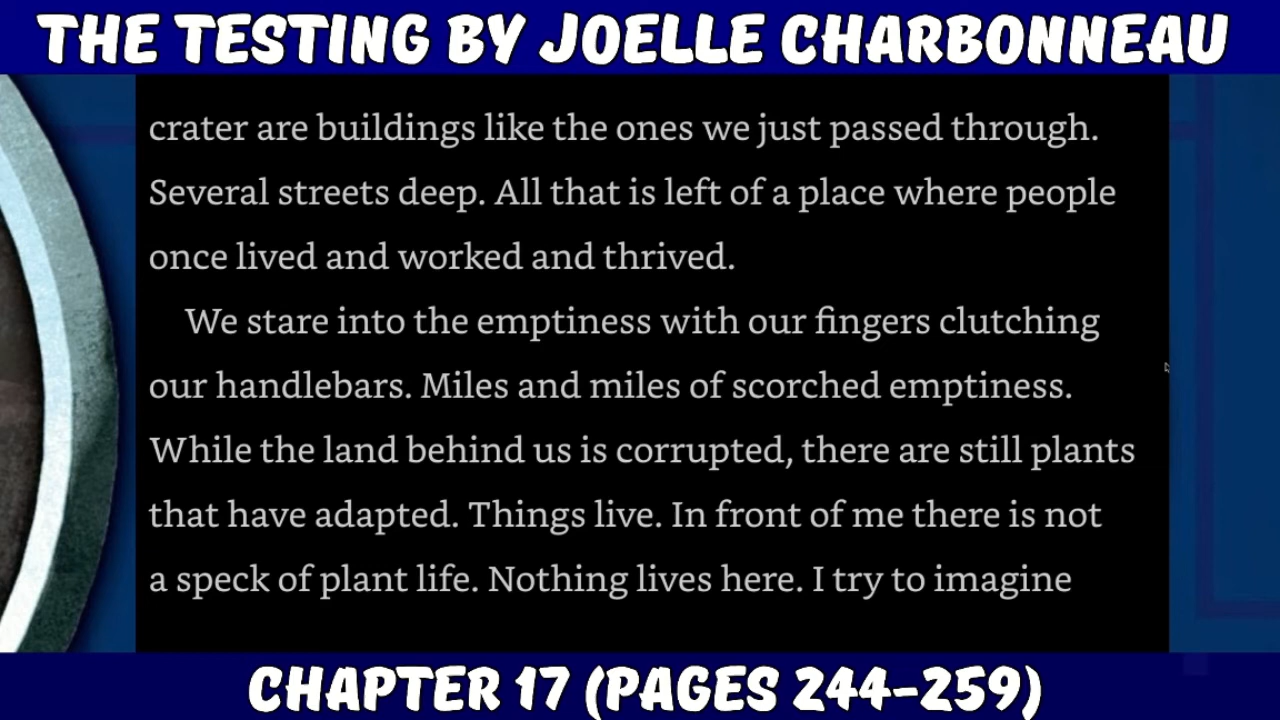 THE TESTING BY JOELLE CHARBONNEAU
crater are buildings like the ones we just passed through.
Several streets deep. All that is left of a place where people
once lived and worked and thrived.
We stare into the emptiness with our fingers clutching
our handlebars. Miles and miles of scorched emptiness.
While the land behind us is corrupted, there are still plants
that have adapted. Things live. In front of me there is not
a speck of plant life. Nothing lives here. I try to imagine
CHAPTER 17 (PAGES 244-259)